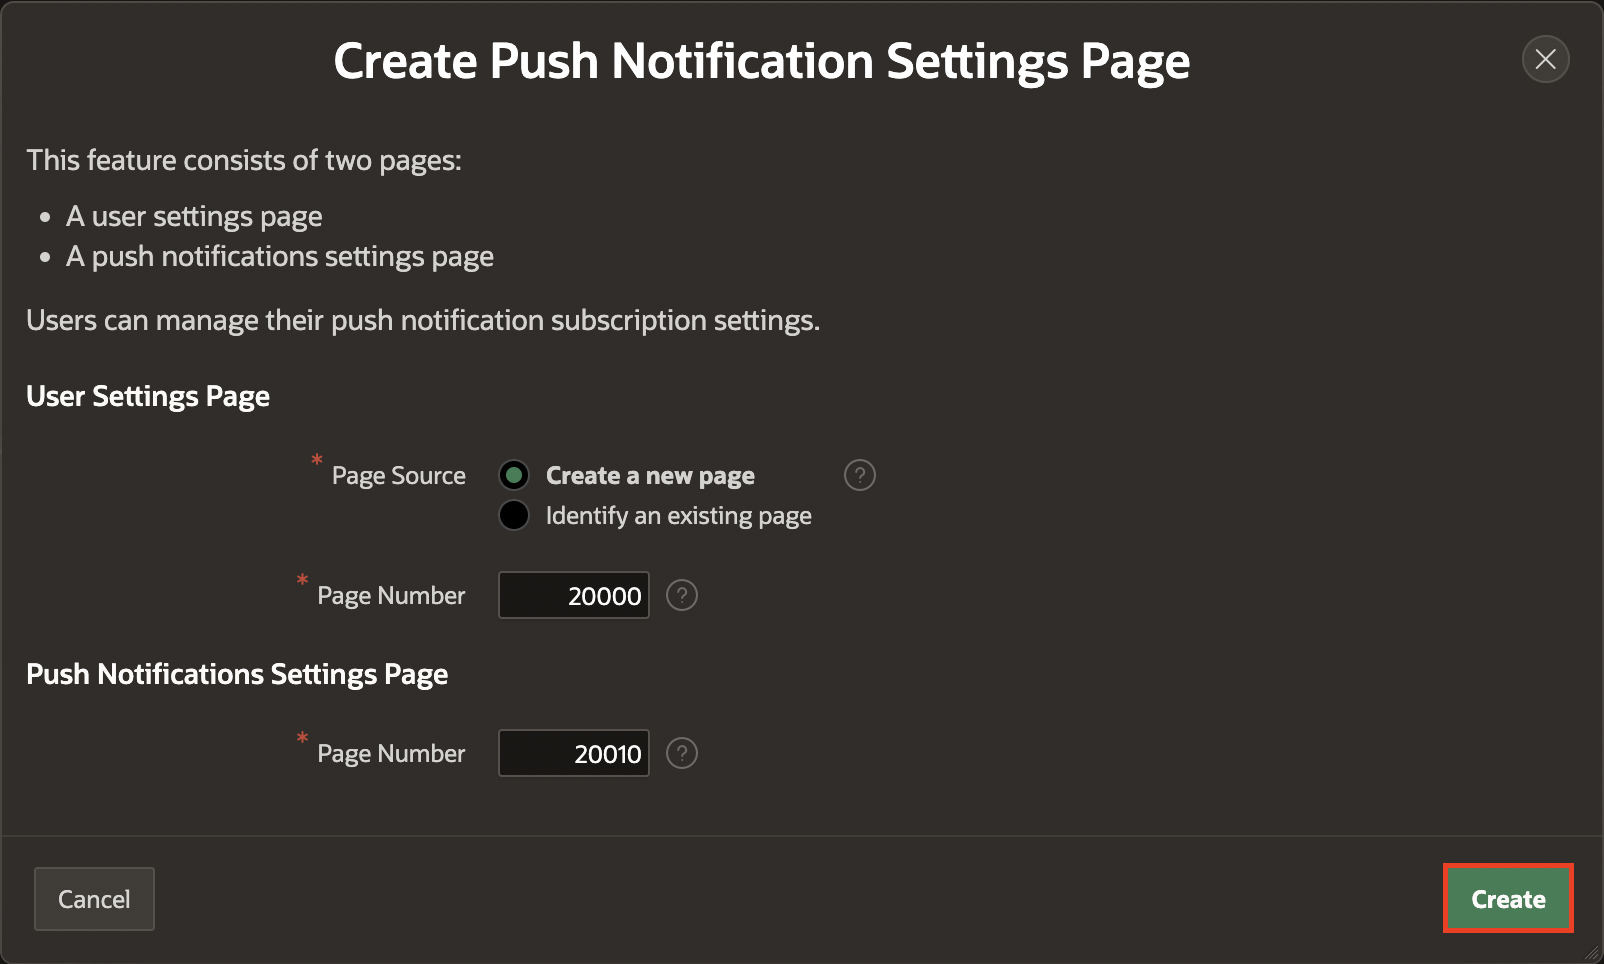 Create Push Notification Settings Page
This feature consists of two pages:
• A user settings page
• A push notifications settings page
Users can manage their push notification subscription settings.
User Settings Page
* Page Source
Create a new page
?
Identify an existing page
* Page Number
20000
?
Push Notifications Settings Page
* Page Number
20010
?
Cancel
Create